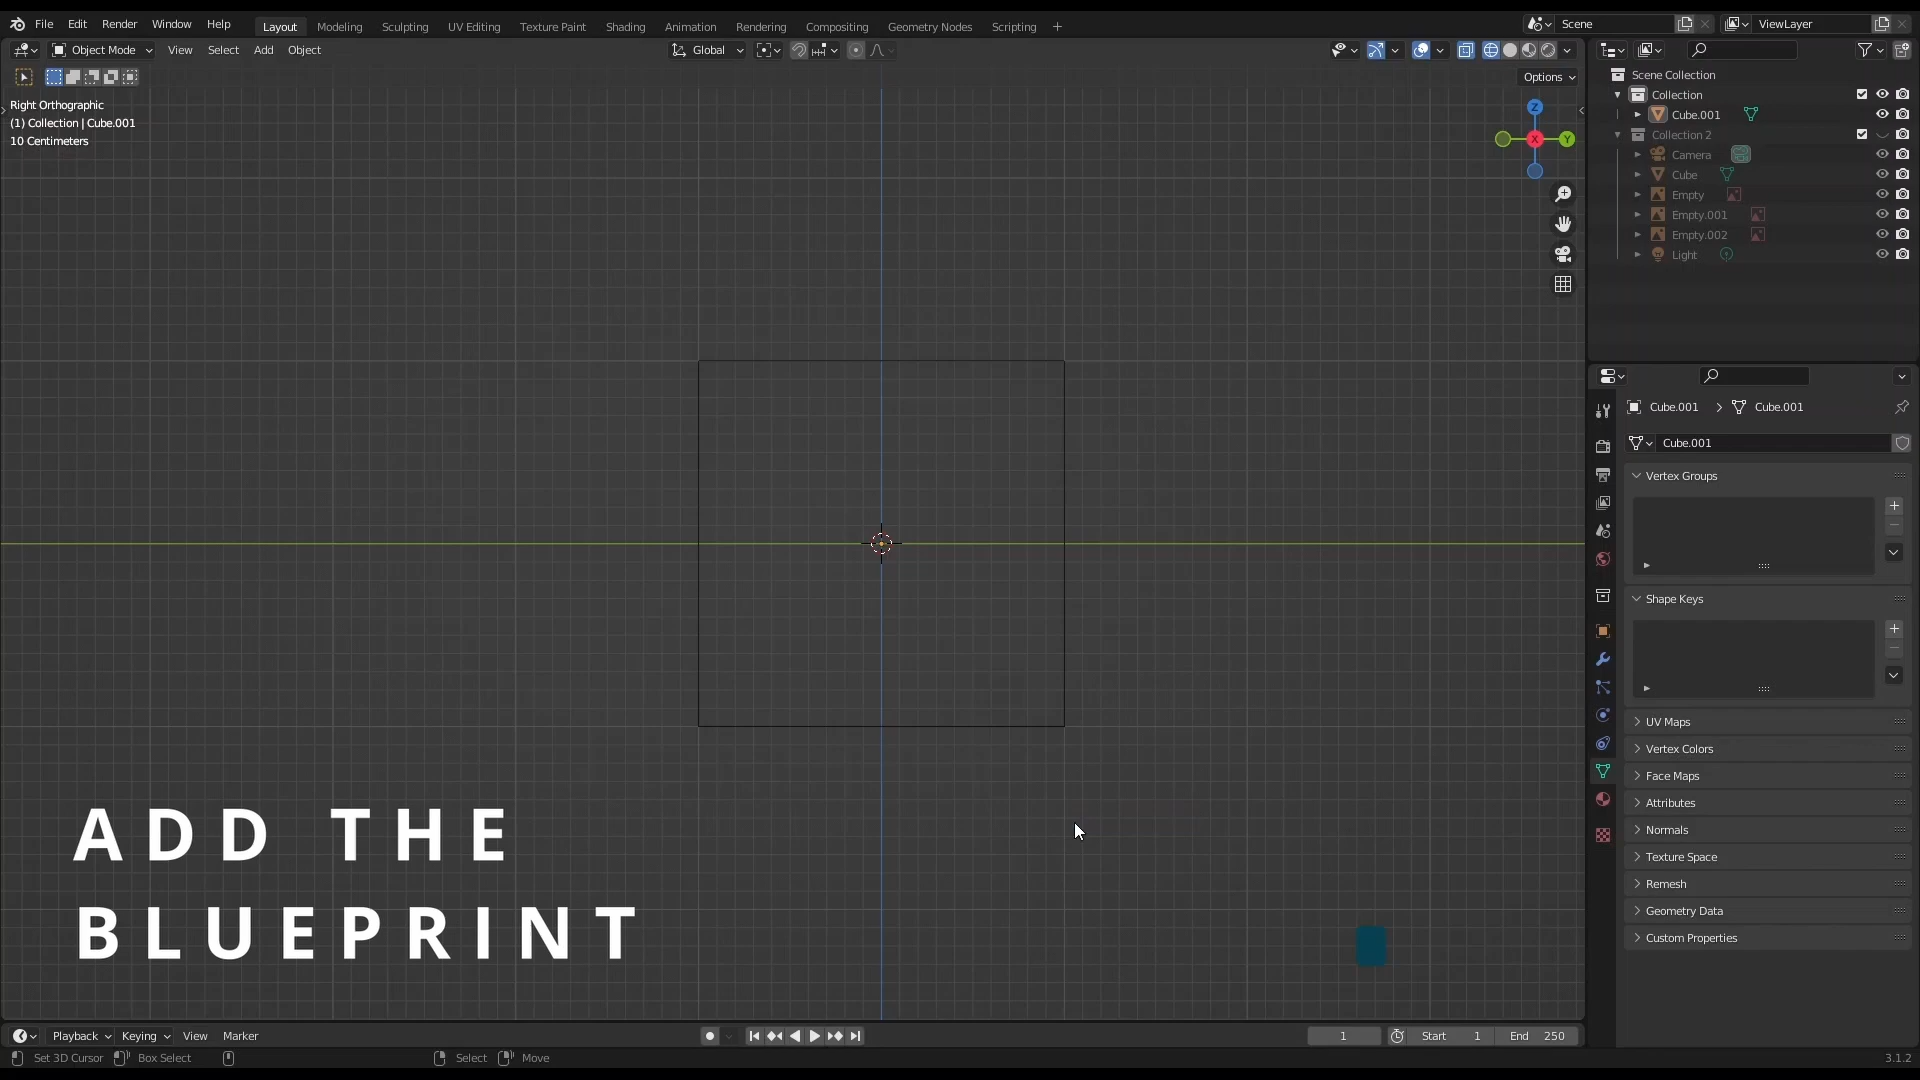 File Edit Render Window Help Layout Modeling Sculpting UV Editing Texture Paint Shading Animation Rendering Compositing Geometry Nodes Scripting + Scene ViewLayer
Object Mode View Select Add Object Global
Options
Right Orthographic
(1) Collection | Cube.001
10 Centimeters
Z
X
Y
Scene Collection
Collection
Cube.001
Collection 2
Camera
Cube
Empty
Empty.001
Empty.002
Light
Cube.001 > Cube.001
Cube.001
Vertex Groups
Shape Keys
UV Maps
Vertex Colors
Face Maps
Attributes
Normals
Texture Space
Remesh
Geometry Data
Custom Properties
ADD THE
BLUEPRINT
Playback Keying View Marker 1 Start 1 End 250
Set 3D Cursor Box Select Select Move 3.1.2